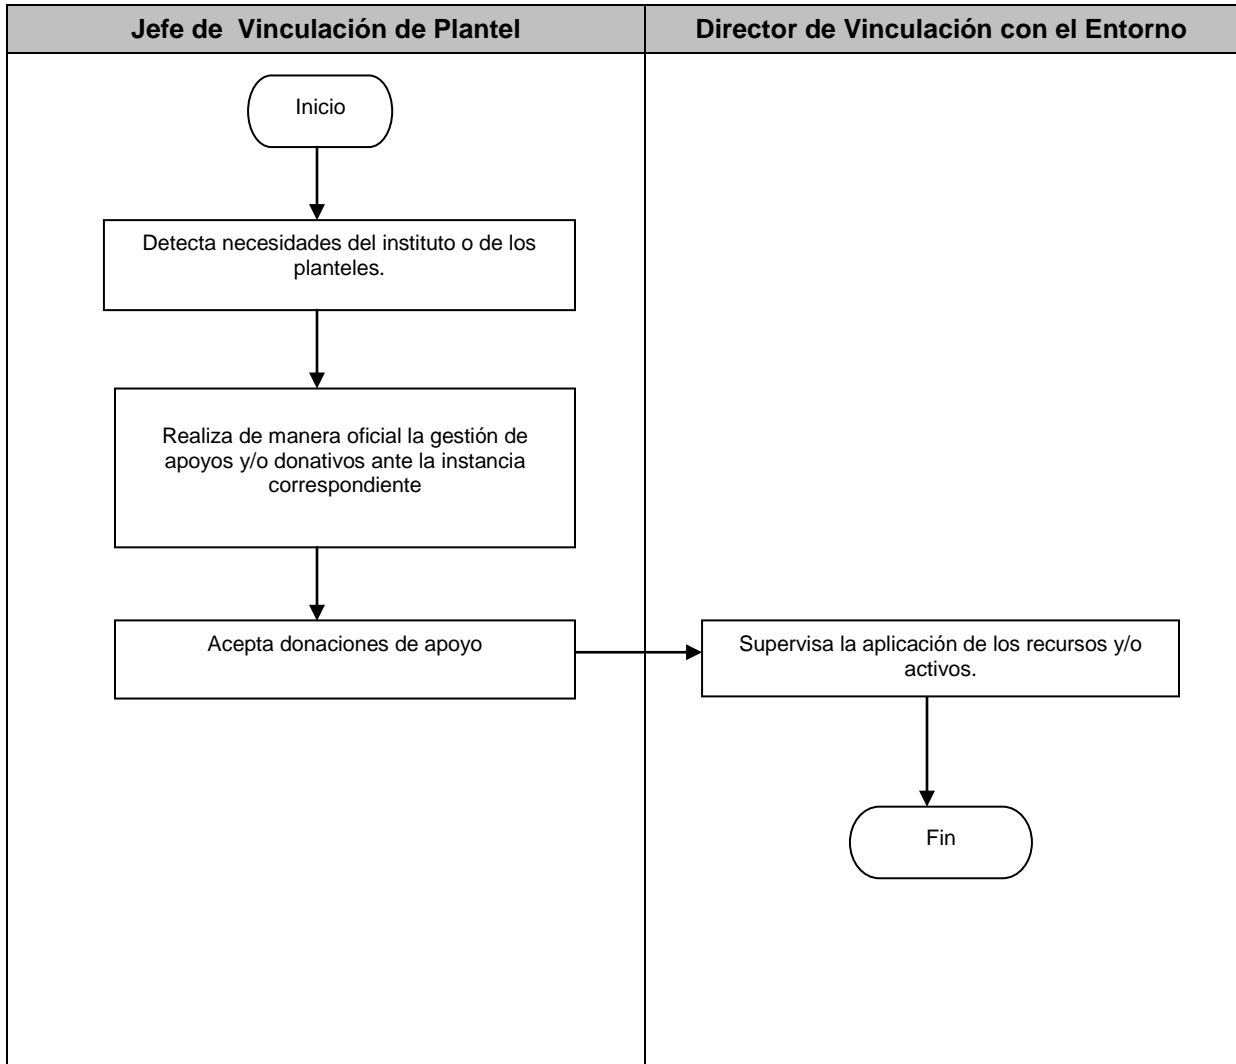 Jefe de  Vinculación de Plantel
Director de Vinculación con el Entorno
Inicio
Detecta necesidades del instituto o de los
planteles.
Realiza de manera oficial la gestión de
apoyos y/o donativos ante la instancia
correspondiente
Acepta donaciones de apoyo
Supervisa la aplicación de los recursos y/o
activos.
Fin